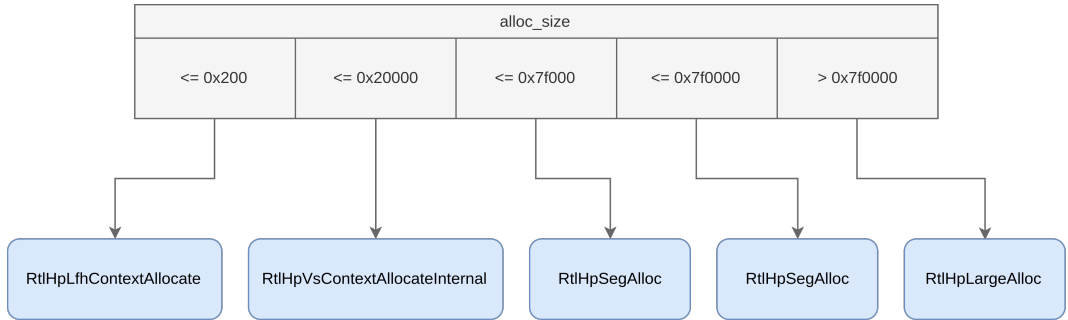 alloc_size
<= 0x200
<= 0x20000
<= 0x7f000
<= 0x7f0000
> 0x7f0000
RtlHpLfhContextAllocate
RtlHpVsContextAllocateInternal
RtlHpSegAlloc
RtlHpSegAlloc
RtlHpLargeAlloc